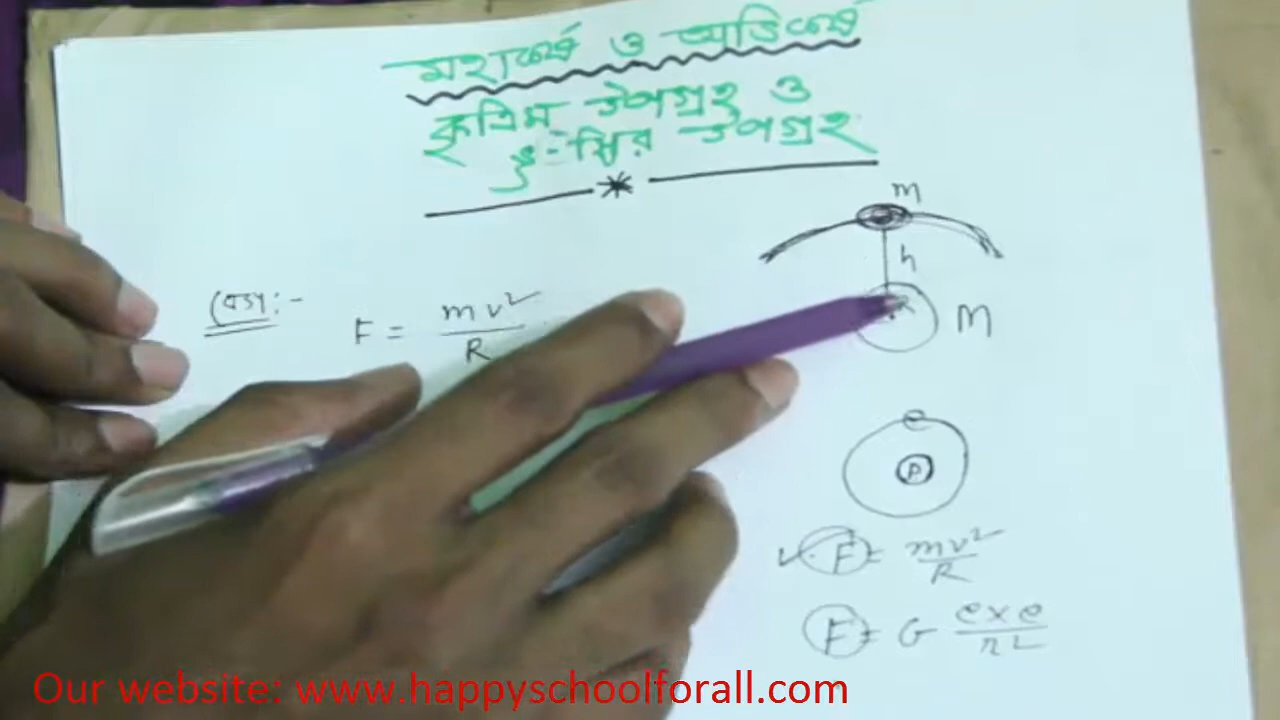 মহাকর্ষ ও অভিকর্ষ
কৃত্রিম উপগ্রহ ও
ভূ-স্থির উপগ্রহ
m
h
M
F = mv²/R
P
F = mv²/R
F = G e×e/r²
Our website: www.happyschoolforall.com